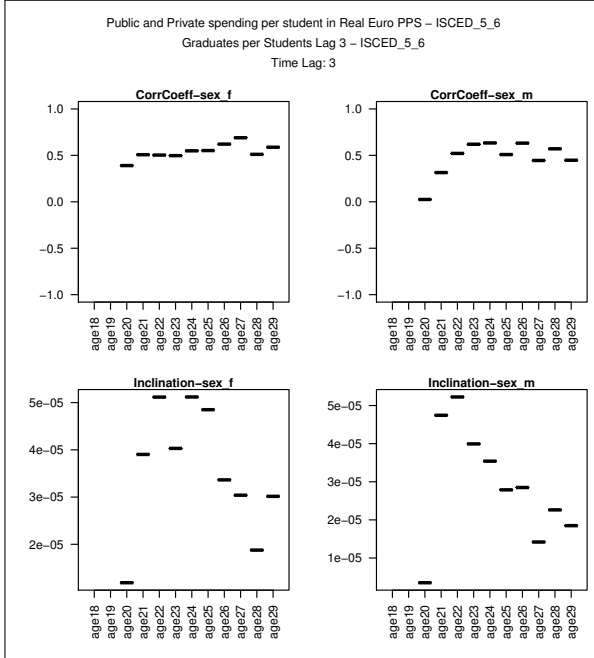 Public and Private spending per student in Real Euro PPS − ISCED_5_6
Graduates per Students Lag 3 − ISCED_5_6
Time Lag: 3
CorrCoeff−sex_f
1.0
0.5
0.0
−0.5
−1.0
age18
age19
age20
age21
age22
age23
age24
age25
age26
age27
age28
age29
CorrCoeff−sex_m
1.0
0.5
0.0
−0.5
−1.0
age18
age19
age20
age21
age22
age23
age24
age25
age26
age27
age28
age29
Inclination−sex_f
5e−05
4e−05
3e−05
2e−05
age18
age19
age20
age21
age22
age23
age24
age25
age26
age27
age28
age29
Inclination−sex_m
5e−05
4e−05
3e−05
2e−05
1e−05
age18
age19
age20
age21
age22
age23
age24
age25
age26
age27
age28
age29